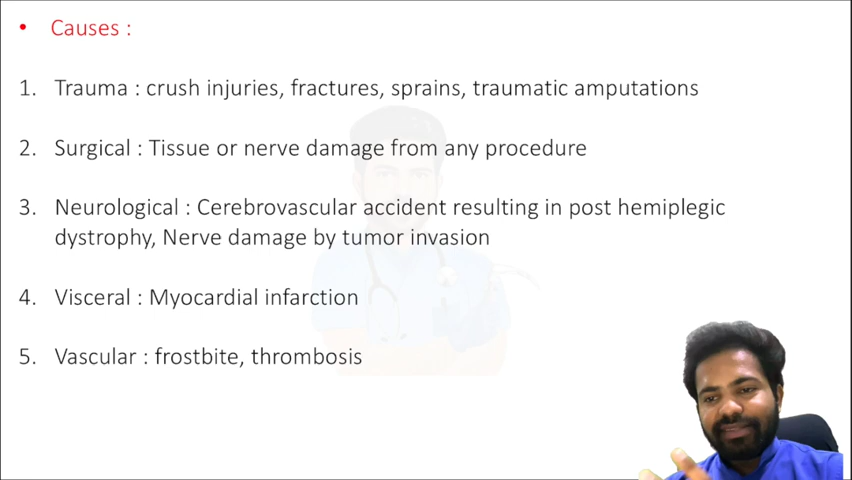 • Causes :
1. Trauma : crush injuries, fractures, sprains, traumatic amputations
2. Surgical : Tissue or nerve damage from any procedure
3. Neurological : Cerebrovascular accident resulting in post hemiplegic
dystrophy, Nerve damage by tumor invasion
4. Visceral : Myocardial infarction
5. Vascular : frostbite, thrombosis